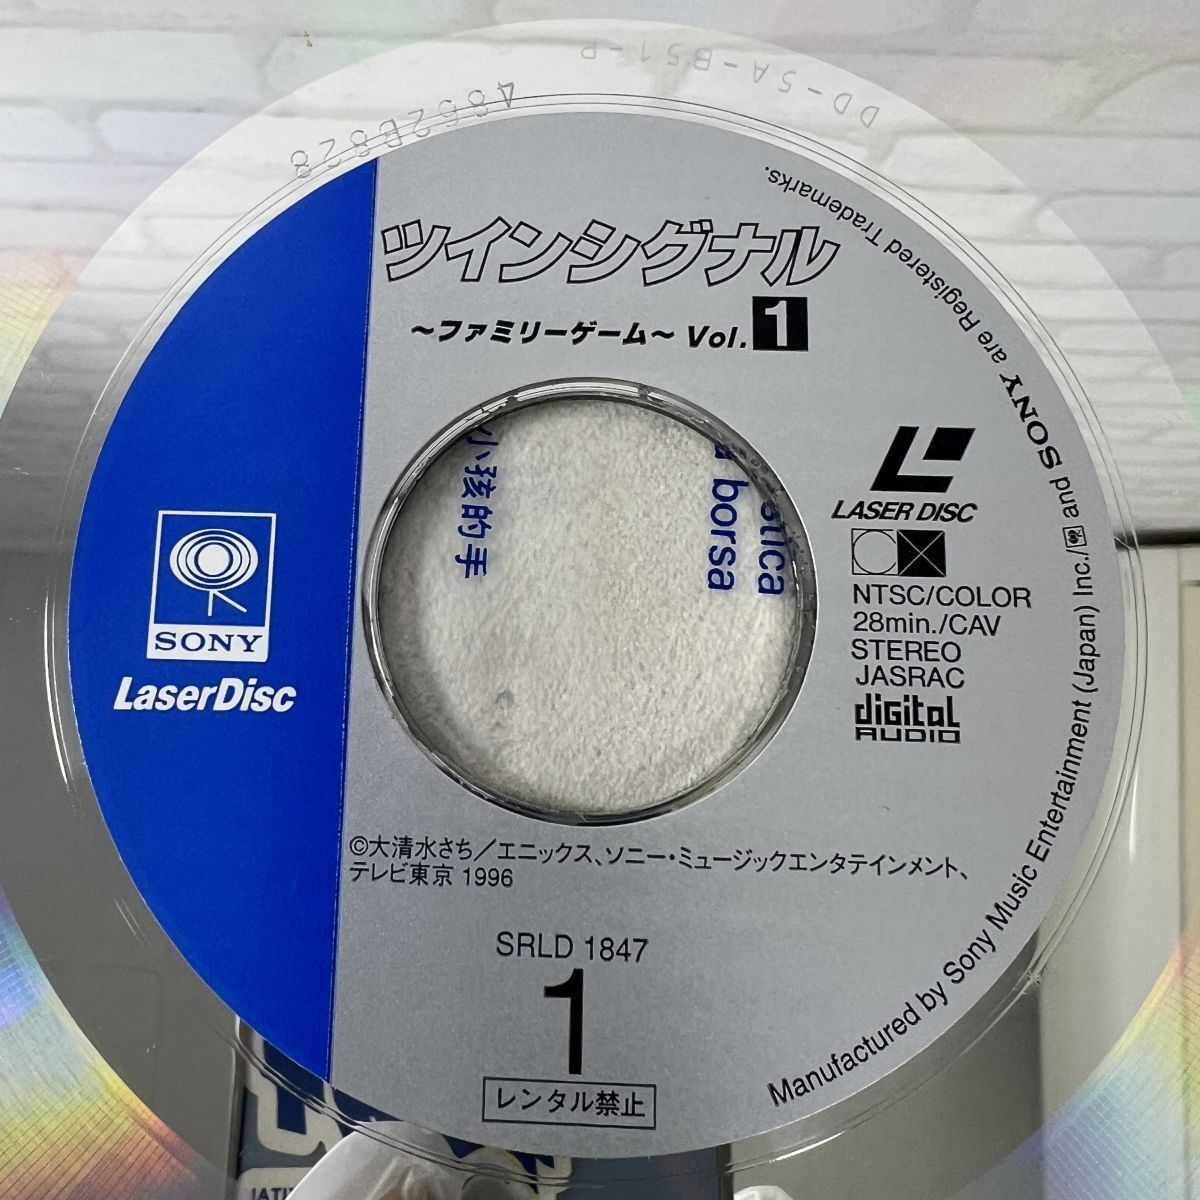 DD-5A-B51-P
4862B828
ツインシグナル
～ファミリーゲーム～ Vol.1
SONY
LaserDisc
LASER DISC
NTSC/COLOR
28min./CAV
STEREO
JASRAC
digital
AUDIO
小孩的手
borsa
stica
©大清水さち／エニックス、ソニー・ミュージックエンタテインメント、
テレビ東京 1996
SRLD 1847
1
レンタル禁止
Manufactured by Sony Music Entertainment (Japan) Inc./ and SONY are Registered Trademarks.